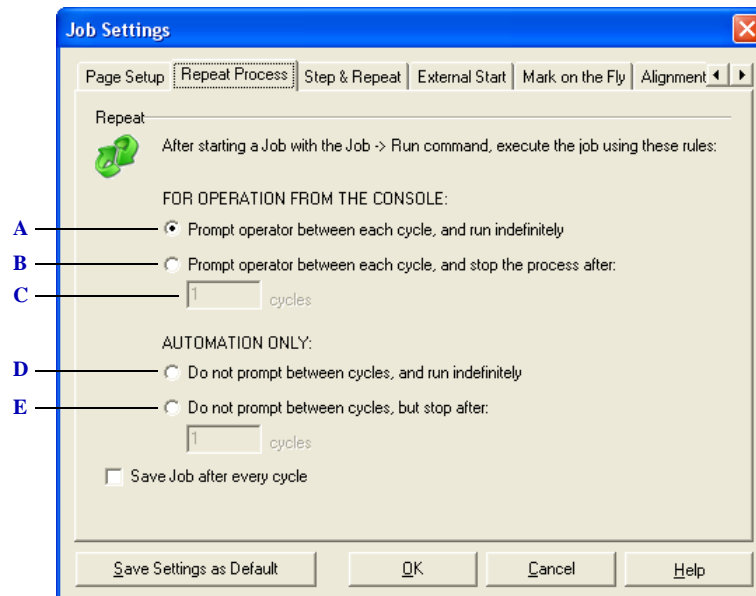 Job Settings
Page Setup Repeat Process Step & Repeat External Start Mark on the Fly Alignment
Repeat
After starting a Job with the Job -> Run command, execute the job using these rules:
FOR OPERATION FROM THE CONSOLE:
A Prompt operator between each cycle, and run indefinitely
B Prompt operator between each cycle, and stop the process after:
C 1 cycles
AUTOMATION ONLY:
D Do not prompt between cycles, and run indefinitely
E Do not prompt between cycles, but stop after:
1 cycles
Save Job after every cycle
Save Settings as Default OK Cancel Help